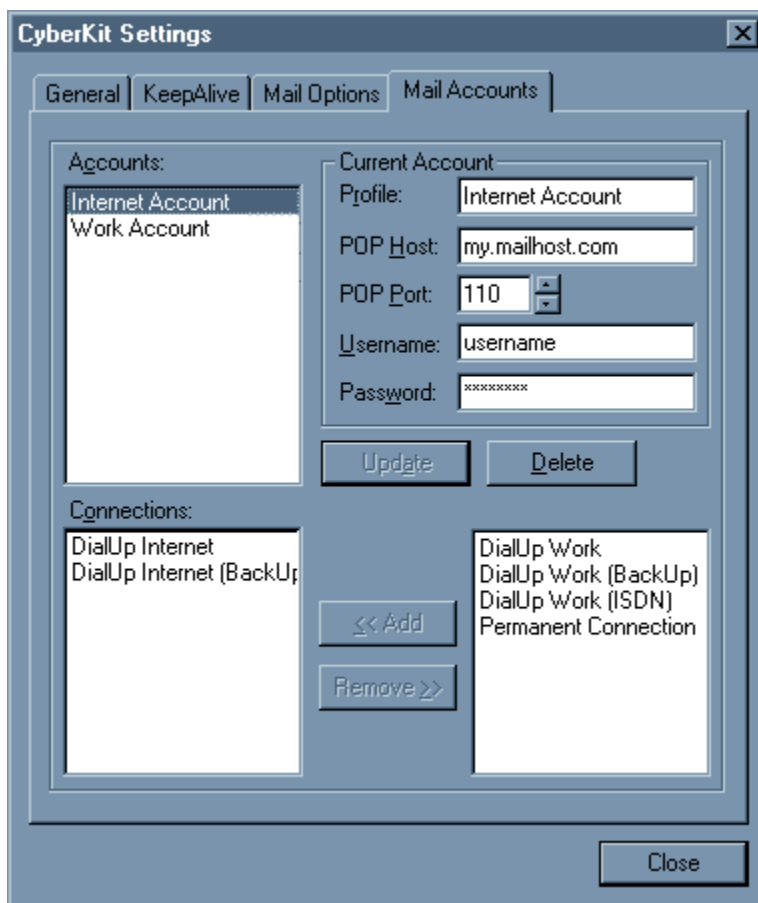 CyberKit Settings
General KeepAlive Mail Options Mail Accounts
Accounts:
Internet Account
Work Account
Current Account
Profile: Internet Account
POP Host: my.mailhost.com
POP Port: 110
Username: username
Password: ********
Update Delete
Connections:
DialUp Internet
DialUp Internet (BackUp
<< Add
Remove >>
DialUp Work
DialUp Work (BackUp)
DialUp Work (ISDN)
Permanent Connection
Close